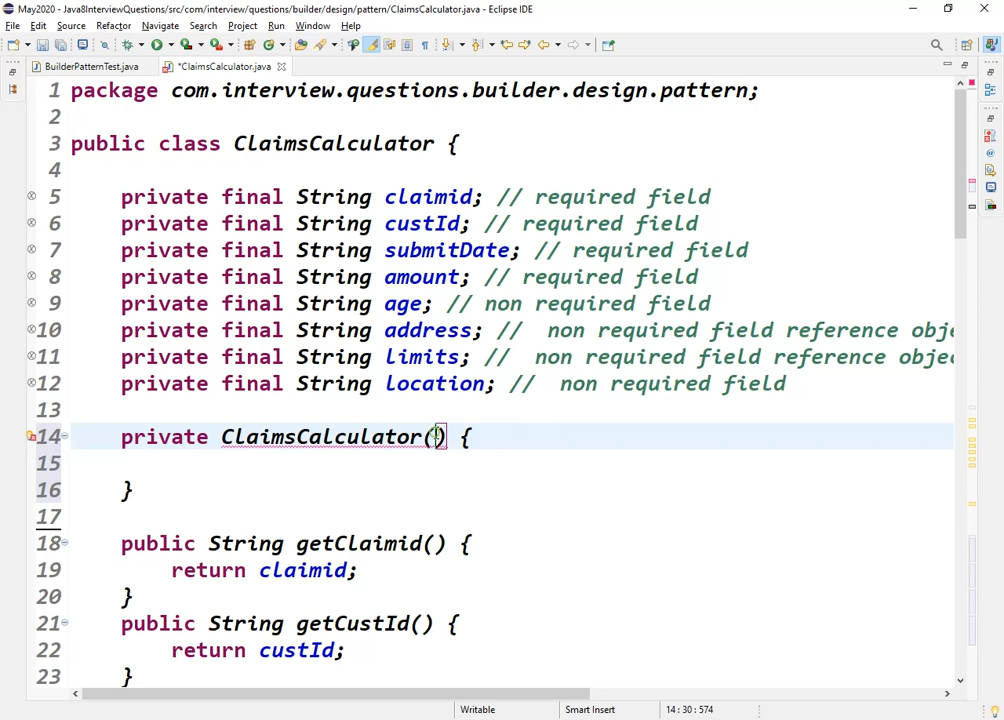 May2020 - Java8InterviewQuestions/src/com/interview/questions/builder/design/pattern/ClaimsCalculator.java - Eclipse IDE
File Edit Source Refactor Navigate Search Project Run Window Help
BuilderPatternTest.java *ClaimsCalculator.java
1 package com.interview.questions.builder.design.pattern;
2
3 public class ClaimsCalculator {
4
5 private final String claimid; // required field
6 private final String custId; // required field
7 private final String submitDate; // required field
8 private final String amount; // required field
9 private final String age; // non required field
10 private final String address; // non required field reference obje
11 private final String limits; // non required field reference objec
12 private final String location; // non required field
13
14 private ClaimsCalculator() {
15
16 }
17
18 public String getClaimid() {
19 return claimid;
20 }
21 public String getCustId() {
22 return custId;
23 }
Writable Smart Insert 14 : 30 : 574